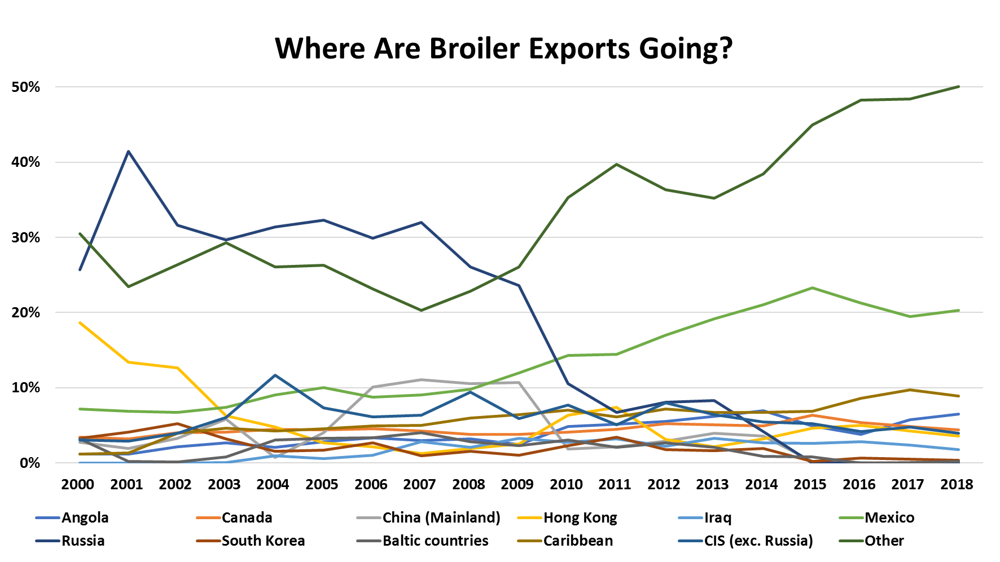 Where Are Broiler Exports Going?
50%
40%
30%
20%
10%
0%
2000 2001 2002 2003 2004 2005 2006 2007 2008 2009 2010 2011 2012 2013 2014 2015 2016 2017 2018
Angola Canada China (Mainland) Hong Kong Iraq Mexico
Russia South Korea Baltic countries Caribbean CIS (exc. Russia) Other